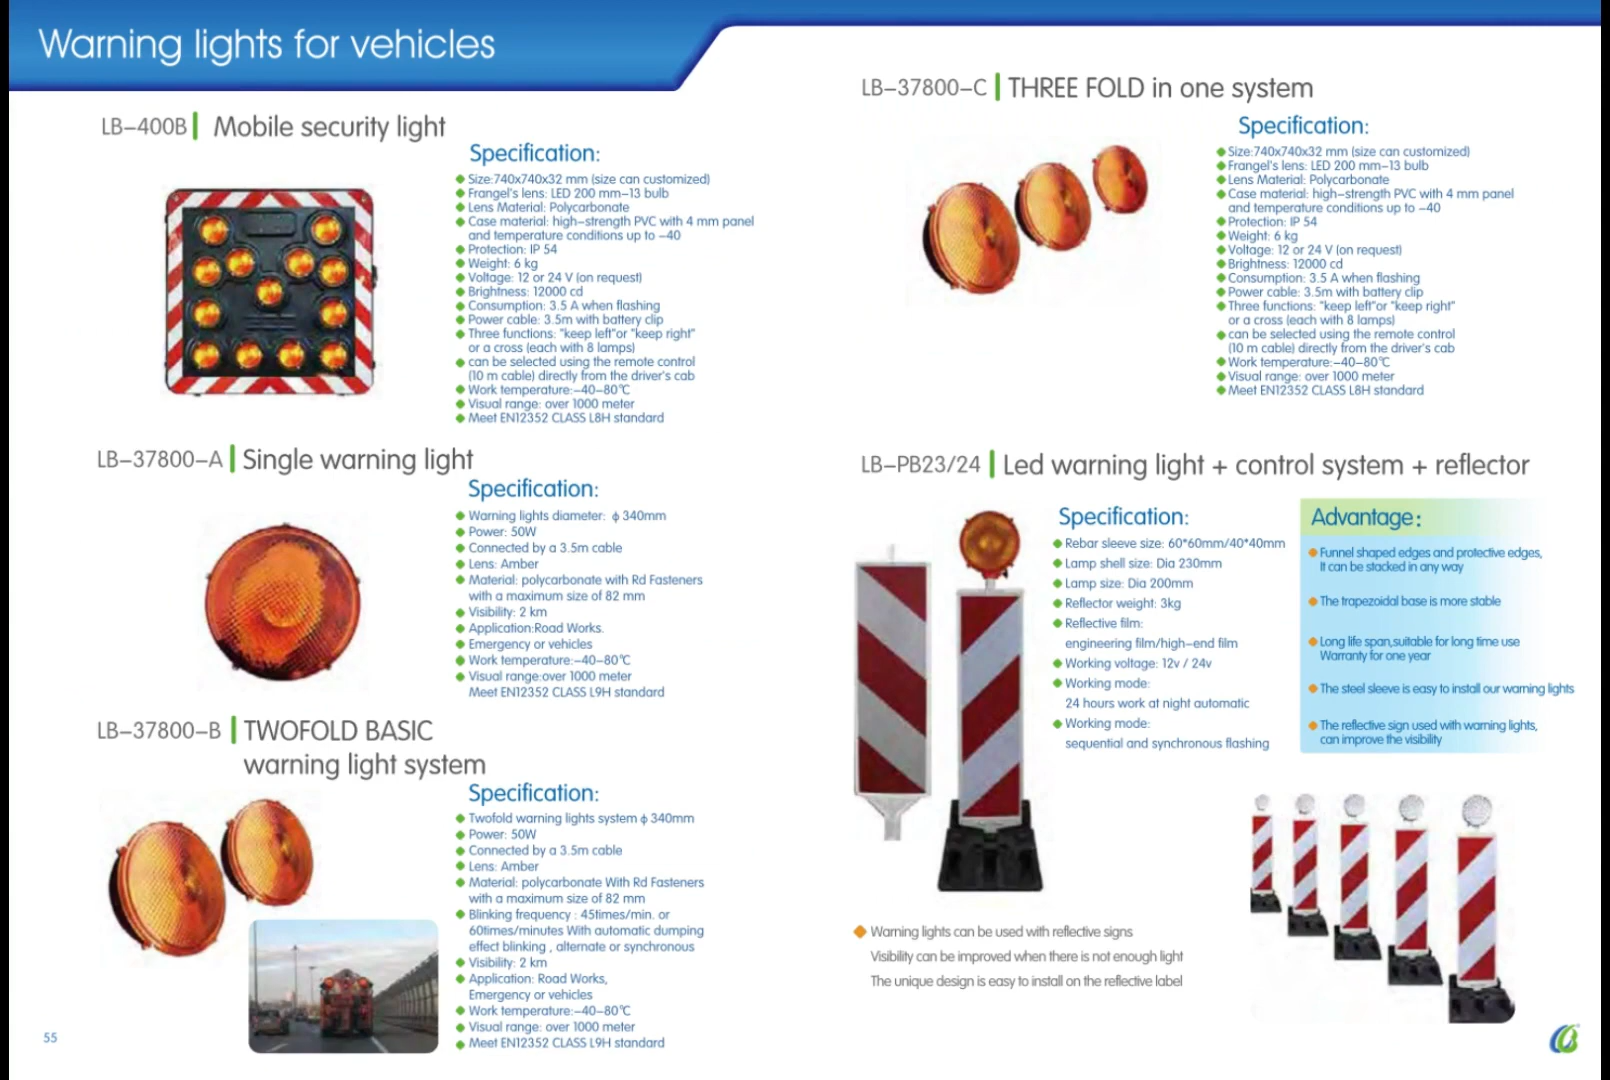 Warning lights for vehicles
LB-400B Mobile security light
Specification:
Size:740x740x32 mm (size can customized)
Frangel's lens: LED 200 mm-13 bulb
Lens Material: Polycarbonate
Case material: high-strength PVC with 4 mm panel
and temperature conditions up to -40
Protection: IP 54
Weight: 6 kg
Voltage: 12 or 24 V (on request)
Brightness: 12000 cd
Consumption: 3.5 A when flashing
Power cable: 3.5m with battery clip
Three functions: "keep left"or "keep right"
or a cross (each with 8 lamps)
can be selected using the remote control
(10 m cable) directly from the driver's cab
Work temperature:-40-80℃
Visual range: over 1000 meter
Meet EN12352 CLASS L8H standard
LB-37800-A Single warning light
Specification:
Warning lights diameter: ϕ 340mm
Power: 50W
Connected by a 3.5m cable
Lens: Amber
Material: polycarbonate with Rd Fasteners
with a maximum size of 82 mm
Visibility: 2 km
Application:Road Works.
Emergency or vehicles
Work temperature:-40-80℃
Visual range:over 1000 meter
Meet EN12352 CLASS L9H standard
LB-37800-B TWOFOLD BASIC
warning light system
Specification:
Twofold warning lights system ϕ 340mm
Power: 50W
Connected by a 3.5m cable
Lens: Amber
Material: polycarbonate With Rd Fasteners
with a maximum size of 82 mm
Blinking frequency : 45times/min. or
60times/minutes With automatic dumping
effect blinking , alternate or synchronous
Visibility: 2 km
Application: Road Works,
Emergency or vehicles
Work temperature:-40-80℃
Visual range: over 1000 meter
Meet EN12352 CLASS L9H standard
55
LB-37800-C THREE FOLD in one system
Specification:
Size:740x740x32 mm (size can customized)
Frangel's lens: LED 200 mm-13 bulb
Lens Material: Polycarbonate
Case material: high-strength PVC with 4 mm panel
and temperature conditions up to -40
Protection: IP 54
Weight: 6 kg
Voltage: 12 or 24 V (on request)
Brightness: 12000 cd
Consumption: 3.5 A when flashing
Power cable: 3.5m with battery clip
Three functions: "keep left"or "keep right"
or a cross (each with 8 lamps)
can be selected using the remote control
(10 m cable) directly from the driver's cab
Work temperature:-40-80℃
Visual range: over 1000 meter
Meet EN12352 CLASS L8H standard
LB-PB23/24 Led warning light + control system + reflector
Specification:
Rebar sleeve size: 60*60mm/40*40mm
Lamp shell size: Dia 230mm
Lamp size: Dia 200mm
Reflector weight: 3kg
Reflective film:
engineering film/high-end film
Working voltage: 12v / 24v
Working mode:
24 hours work at night automatic
Working mode:
sequential and synchronous flashing
Advantage:
Funnel shaped edges and protective edges,
It can be stacked in any way
The trapezoidal base is more stable
Long life span,suitable for long time use
Warranty for one year
The steel sleeve is easy to install our warning lights
The reflective sign used with warning lights,
can improve the visibility
Warning lights can be used with reflective signs
Visibility can be improved when there is not enough light
The unique design is easy to install on the reflective label